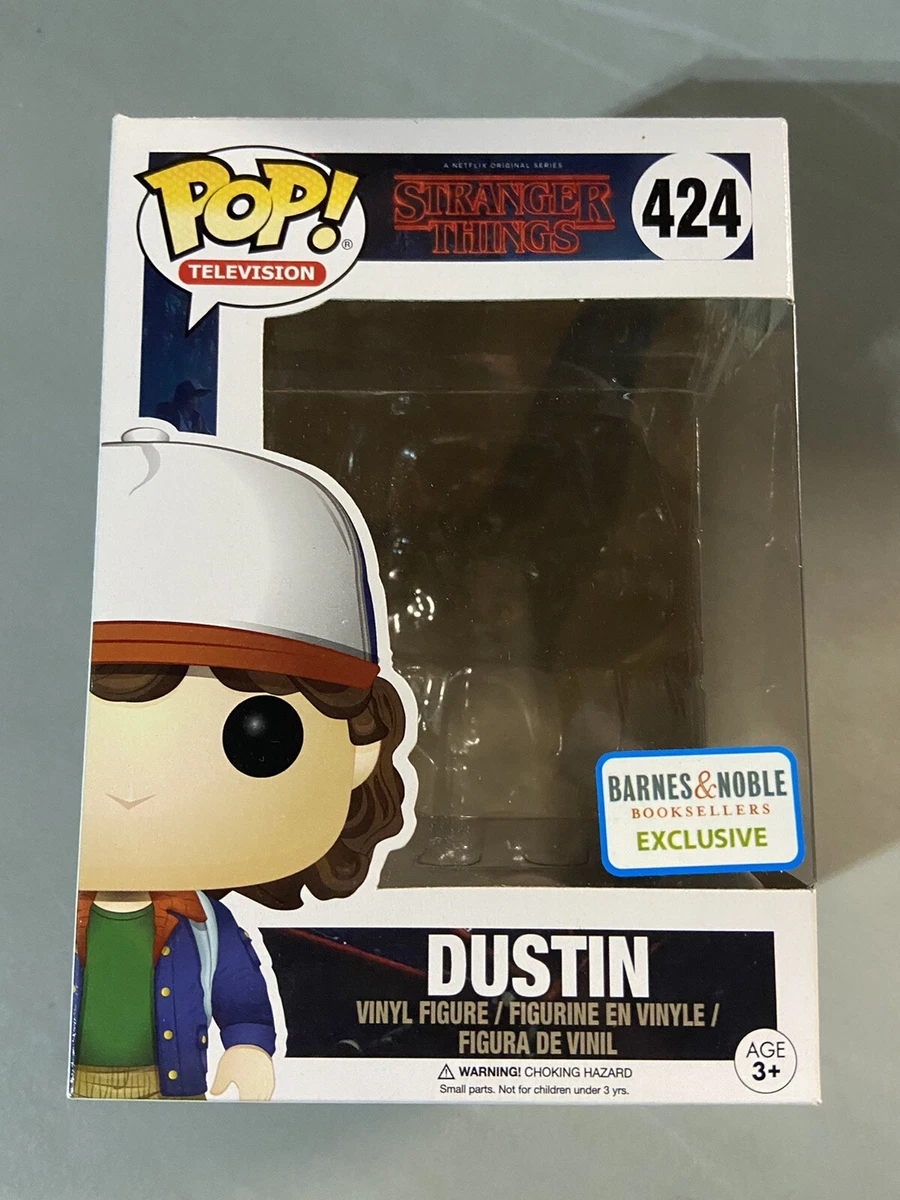 POP!®
TELEVISION
A NETFLIX ORIGINAL SERIES
STRANGER
THINGS
424
BARNES&NOBLE
BOOKSELLERS
EXCLUSIVE
DUSTIN
VINYL FIGURE / FIGURINE EN VINYLE /
FIGURA DE VINIL
⚠ WARNING! CHOKING HAZARD
Small parts. Not for children under 3 yrs.
AGE
3+